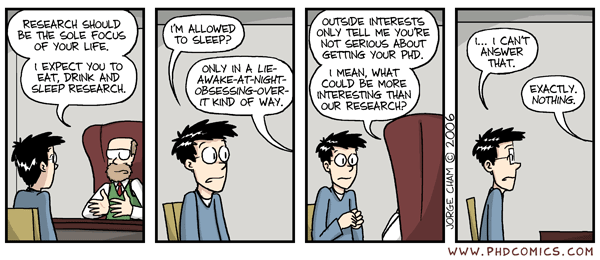 RESEARCH SHOULD
BE THE SOLE FOCUS
OF YOUR LIFE.
I EXPECT YOU TO
EAT, DRINK AND
SLEEP RESEARCH.
I'M ALLOWED
TO SLEEP?
ONLY IN A LIE-
AWAKE-AT-NIGHT-
OBSESSING-OVER-
IT KIND OF WAY.
OUTSIDE INTERESTS
ONLY TELL ME YOU'RE
NOT SERIOUS ABOUT
GETTING YOUR PHD.
I MEAN, WHAT
COULD BE MORE
INTERESTING THAN
OUR RESEARCH?
JORGE CHAM © 2006
I... I CAN'T
ANSWER
THAT.
EXACTLY.
NOTHING.
WWW.PHDCOMICS.COM